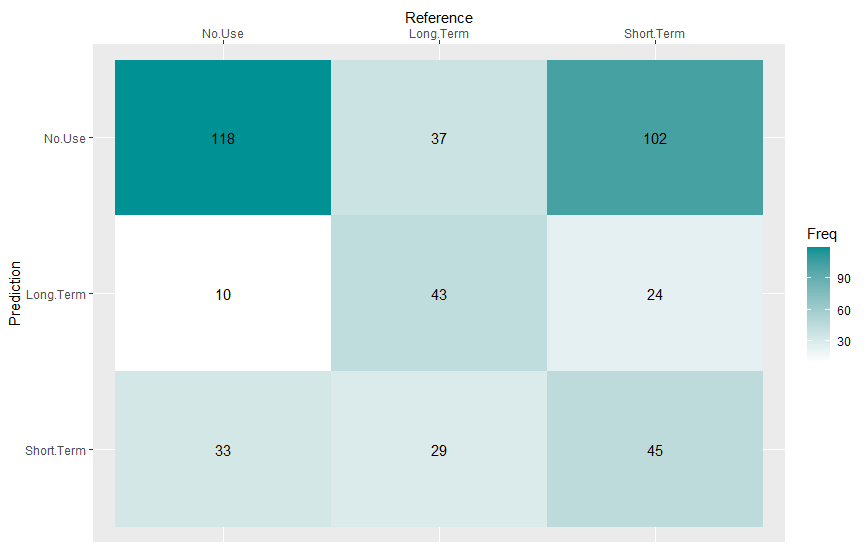 Reference
No.Use Long.Term Short.Term
No.Use 118 37 102
Prediction
Long.Term 10 43 24
Short.Term 33 29 45
Freq
90
60
30